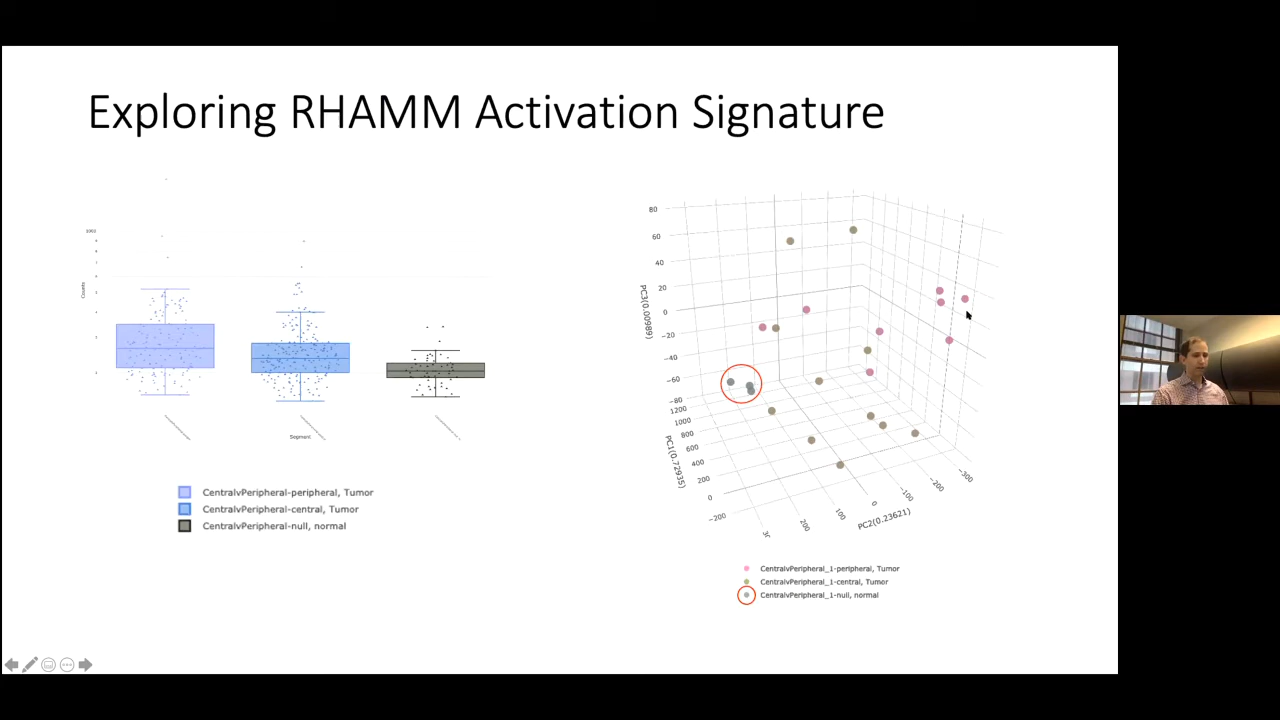 Exploring RHAMM Activation Signature
Counts
Segment
CentralvPeripheral-peripheral, Tumor
CentralvPeripheral-central, Tumor
CentralvPeripheral-null, normal
80
60
40
20
0
−20
−40
−60
−80
PC3(0.00989)
1200
1000
800
600
400
200
0
−200
PC1(0.72935)
200
100
0
−100
−200
−300
PC2(0.23621)
CentralvPeripheral_1-peripheral, Tumor
CentralvPeripheral_1-central, Tumor
CentralvPeripheral_1-null, normal